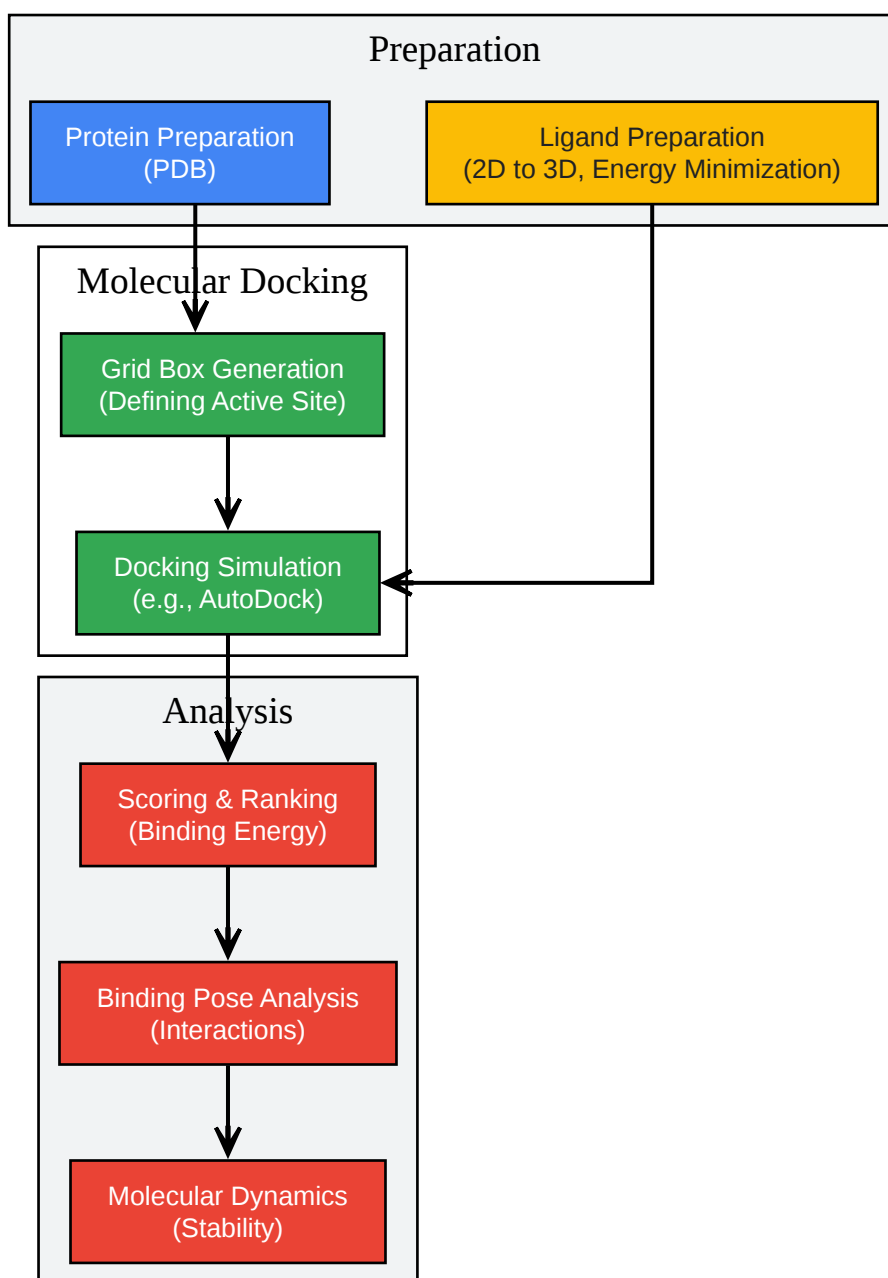 Preparation
Protein Preparation
(PDB)
Ligand Preparation
(2D to 3D, Energy Minimization)
Molecular Docking
Grid Box Generation
(Defining Active Site)
Docking Simulation
(e.g., AutoDock)
Analysis
Scoring & Ranking
(Binding Energy)
Binding Pose Analysis
(Interactions)
Molecular Dynamics
(Stability)